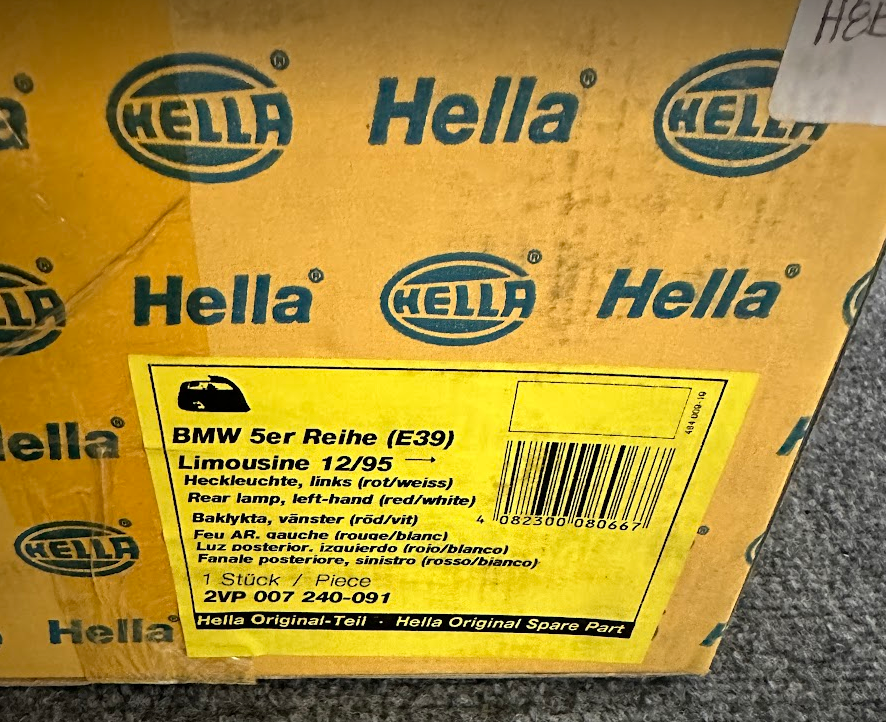 HELLA® Hella® HELLA
Hella® HELLA® Hella®
BMW 5er Reihe (E39)
Limousine 12/95 →
Heckleuchte, links (rot/weiss)
Rear lamp, left-hand (red/white)
Baklykta, vänster (röd/vit)
Feu AR. gauche (rouge/blanc)
Luz posterior, izquierdo (rojo/blanco)
Fanale posteriore, sinistro (rosso/bianco)
1 Stück / Piece
2VP 007 240-091
Hella Original-Teil · Hella Original Spare Part
484 009-19
4 082300 080667
HELLA®
Hella®